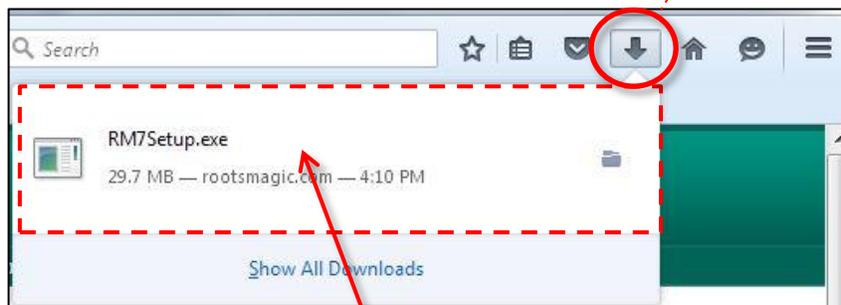 Search
RM7Setup.exe
29.7 MB — rootsmagic.com — 4:10 PM
Show All Downloads